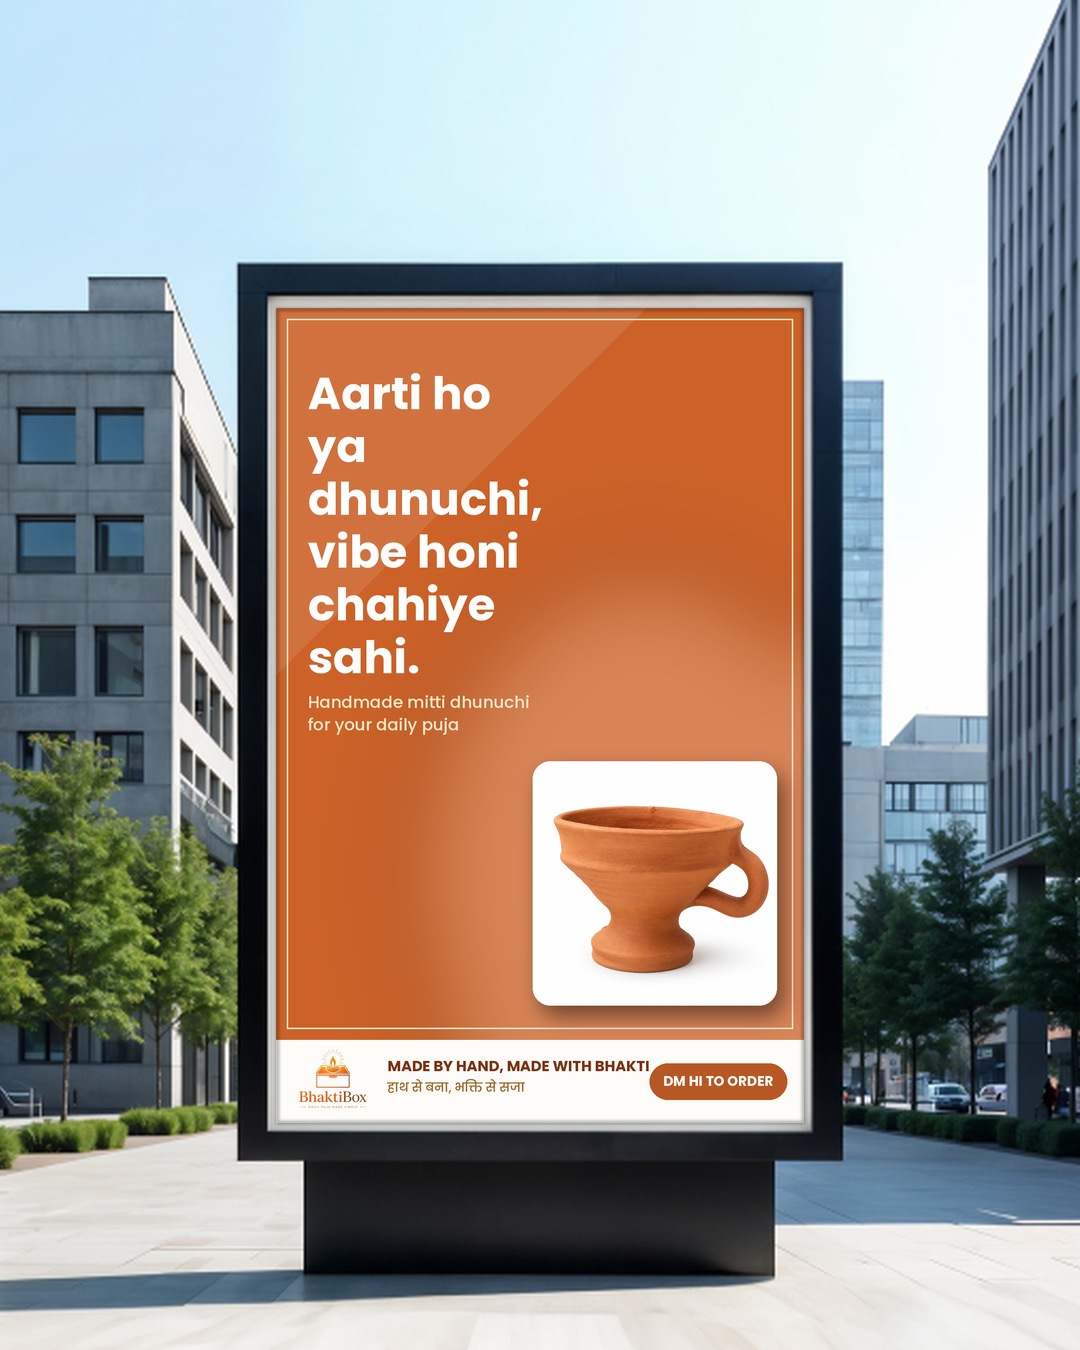 Aarti ho
ya
dhunuchi,
vibe honi
chahiye
sahi.
Handmade mitti dhunuchi
for your daily puja
BhaktiBox
MADE BY HAND, MADE WITH BHAKTI
हाथ से बना, भक्ति से सजा
DM HI TO ORDER